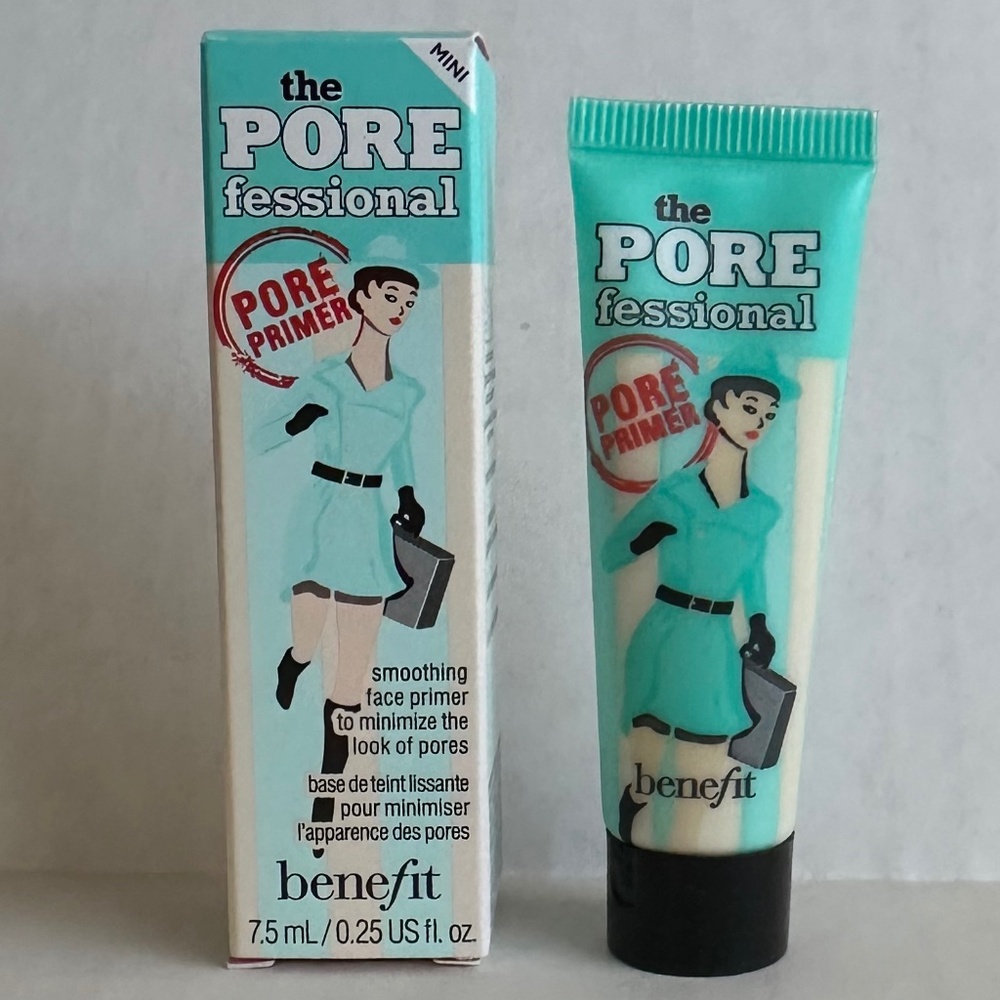 MINI
the
PORE
fessional
PORE
PRIMER
smoothing
face primer
to minimize the
look of pores
base de teint lissante
pour minimiser
l'apparence des pores
benefit
7.5 mL / 0.25 US fl. oz.
the
PORE
fessional
PORE
PRIMER
benefit